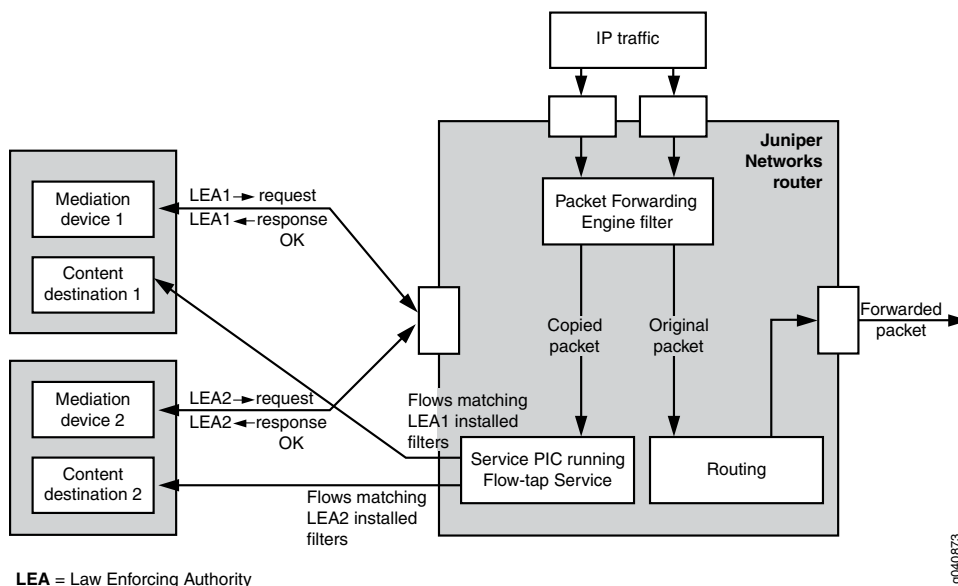 IP traffic
Juniper
Networks
router
Packet Forwarding
Engine filter
Mediation
device 1
LEA1→request
LEA1←response
OK
Content
destination 1
Copied
packet
Original
packet
Forwarded
packet
Mediation
device 2
LEA2→request
LEA2←response
OK
Flows matching
LEA1 installed
filters
Content
destination 2
Service PIC running
Flow-tap Service
Routing
Flows matching
LEA2 installed
filters
LEA = Law Enforcing Authority
g040873